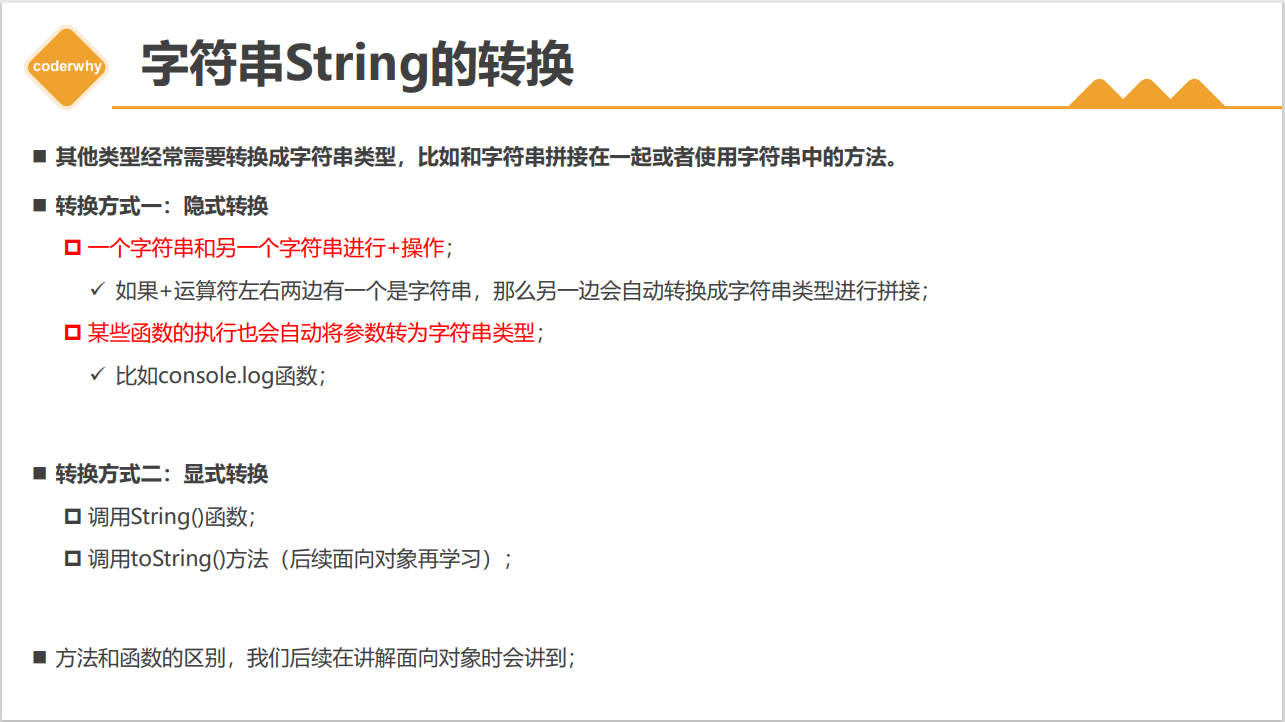 coderwhy
字符串String的转换
其他类型经常需要转换成字符串类型，比如和字符串拼接在一起或者使用字符串中的方法。
转换方式一：隐式转换
一个字符串和另一个字符串进行+操作；
如果+运算符左右两边有一个是字符串，那么另一边会自动转换成字符串类型进行拼接；
某些函数的执行也会自动将参数转为字符串类型；
比如console.log函数；
转换方式二：显式转换
调用String()函数；
调用toString()方法（后续面向对象再学习）；
方法和函数的区别，我们后续在讲解面向对象时会讲到；